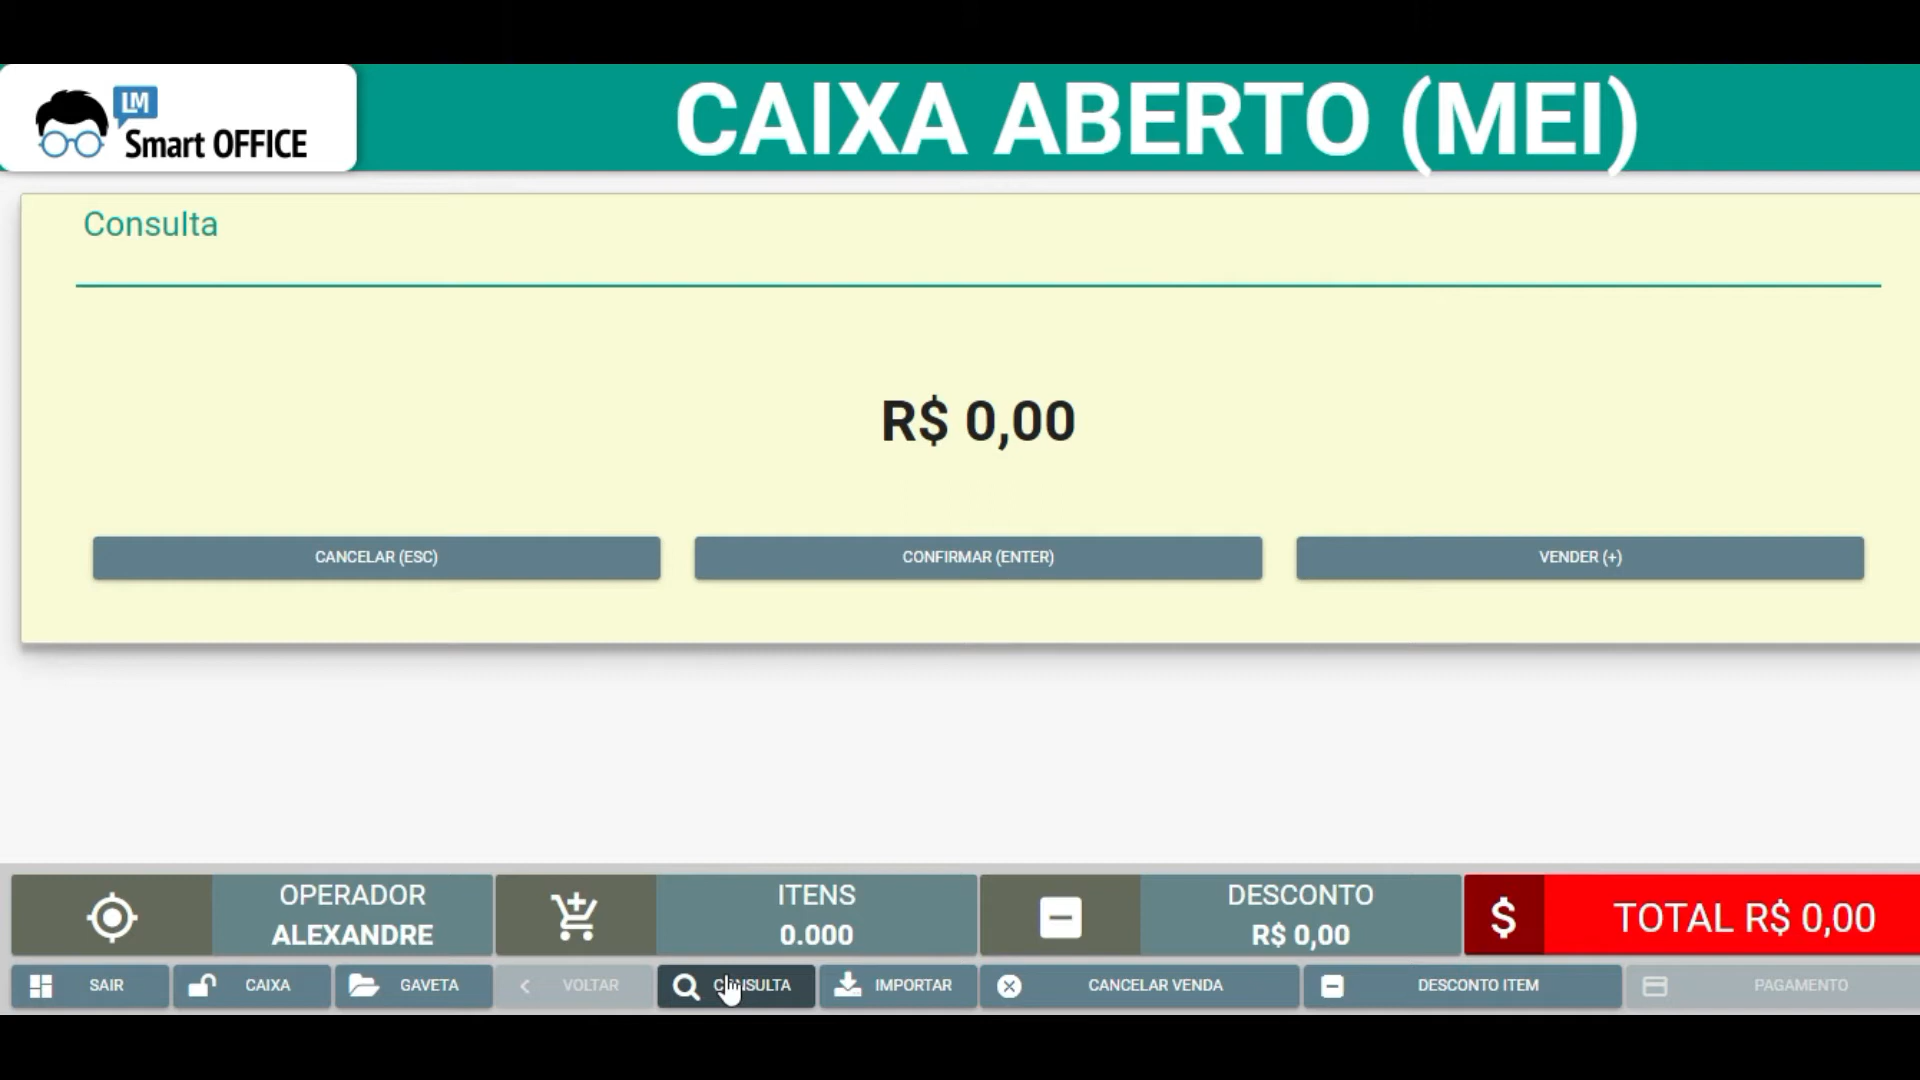 LM
Smart OFFICE
CAIXA ABERTO (MEI)
Consulta
R$ 0,00
CANCELAR (ESC)
CONFIRMAR (ENTER)
VENDER (+)
OPERADOR
ALEXANDRE
ITENS
0.000
DESCONTO
R$ 0,00
$
TOTAL R$ 0,00
SAIR
CAIXA
GAVETA
VOLTAR
CONSULTA
IMPORTAR
CANCELAR VENDA
DESCONTO ITEM
PAGAMENTO